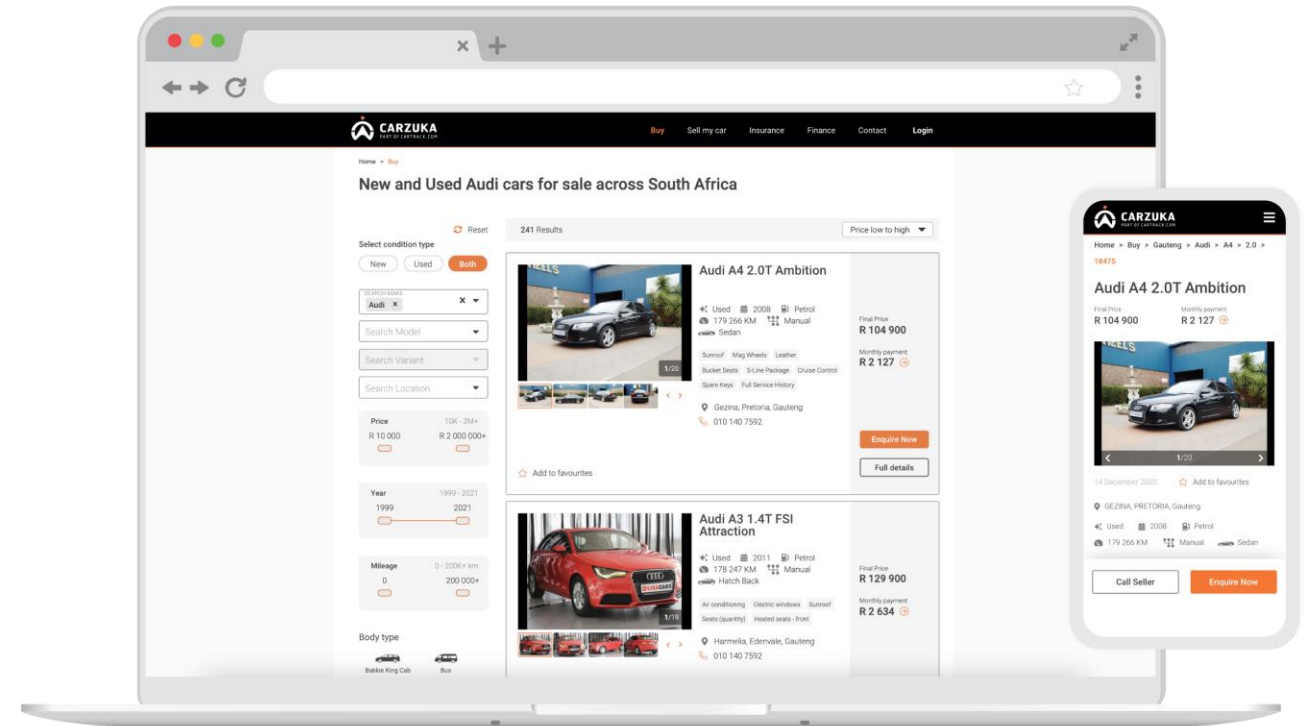 CARZUKA
PART OF CARTRACK.COM
Buy Sell my car Insurance Finance Contact Login
Home > Buy
New and Used Audi cars for sale across South Africa
Reset
Select condition type
New Used Both
SEARCH MAKE
Audi ×
Search Model
Search Variant
Search Location
Price 10K - 2M+
R 10 000 R 2 000 000+
Year 1999 - 2021
1999 2021
Mileage 0 - 200K+ km
0 200 000+
Body type
Bakkie King Cab Bus
241 Results Price low to high
1/20
Audi A4 2.0T Ambition
Used 2008 Petrol
179 266 KM Manual
Sedan
Sunroof Mag Wheels Leather
Bucket Seats S-Line Package Cruise Control
Spare Keys Full Service History
Gezina, Pretoria, Gauteng
010 140 7592
Add to favourites
Final Price
R 104 900
Monthly payment
R 2 127
Enquire Now
Full details
1/19
Audi A3 1.4T FSI
Attraction
Used 2011 Petrol
178 247 KM Manual
Hatch Back
Air conditioning Electric windows Sunroof
Seats (quantity) Heated seats - front
Harmelia, Edenvale, Gauteng
010 140 7592
Final Price
R 129 900
Monthly payment
R 2 634
CARZUKA
PART OF CARTRACK.COM
Home > Buy > Gauteng > Audi > A4 > 2.0 >
18475
Audi A4 2.0T Ambition
Final Price Monthly payment
R 104 900 R 2 127
1/20
14 December 2020 Add to favourites
GEZINA, PRETORIA, Gauteng
Used 2008 Petrol
179 266 KM Manual Sedan
Call Seller Enquire Now